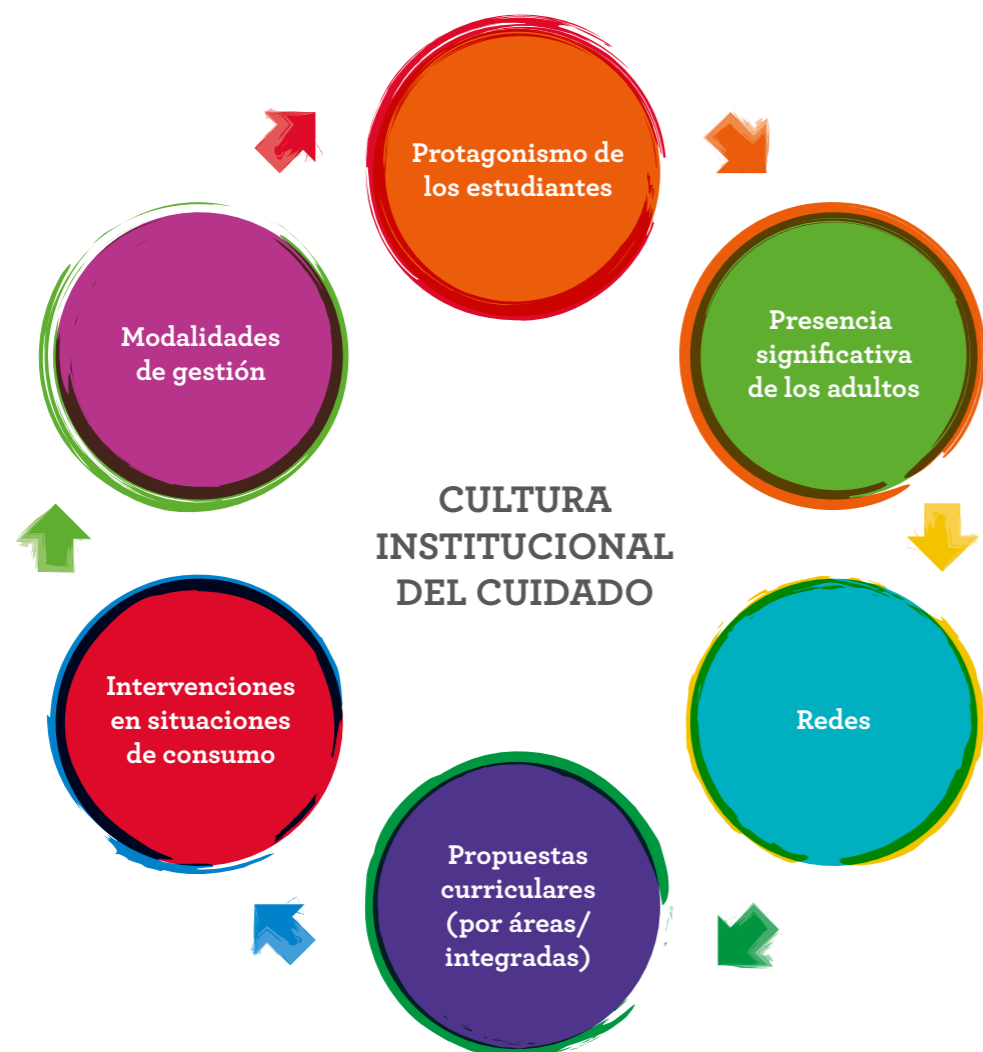 Protagonismo de
los estudiantes
Presencia
significativa
de los adultos
Redes
Propuestas
curriculares
(por áreas/
integradas)
Intervenciones
en situaciones
de consumo
Modalidades
de gestión
CULTURA
INSTITUCIONAL
DEL CUIDADO